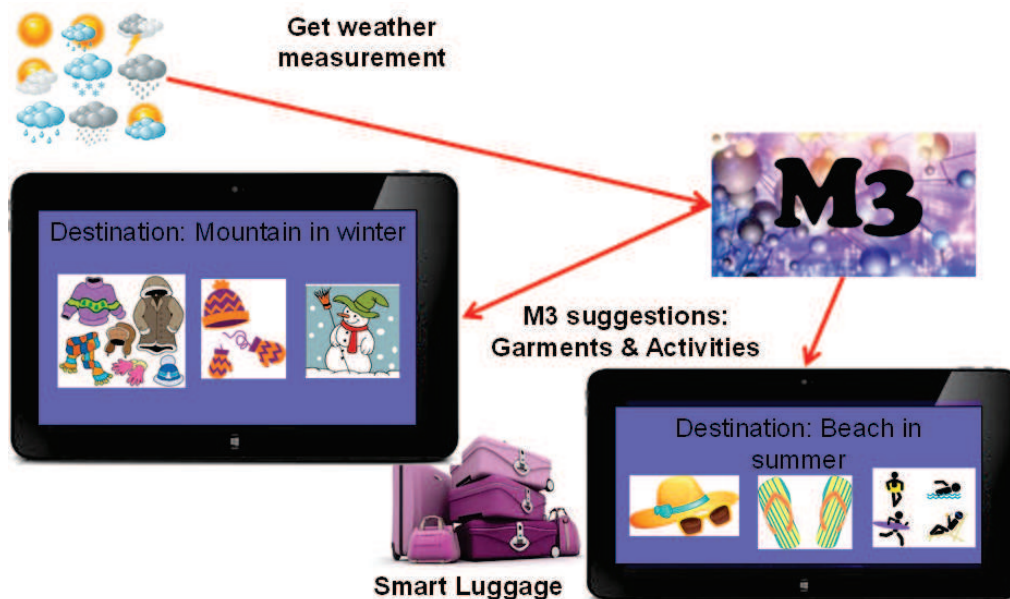 Get weather
measurement
M3
Destination: Mountain in winter
M3 suggestions:
Garments & Activities
Destination: Beach in
summer
Smart Luggage